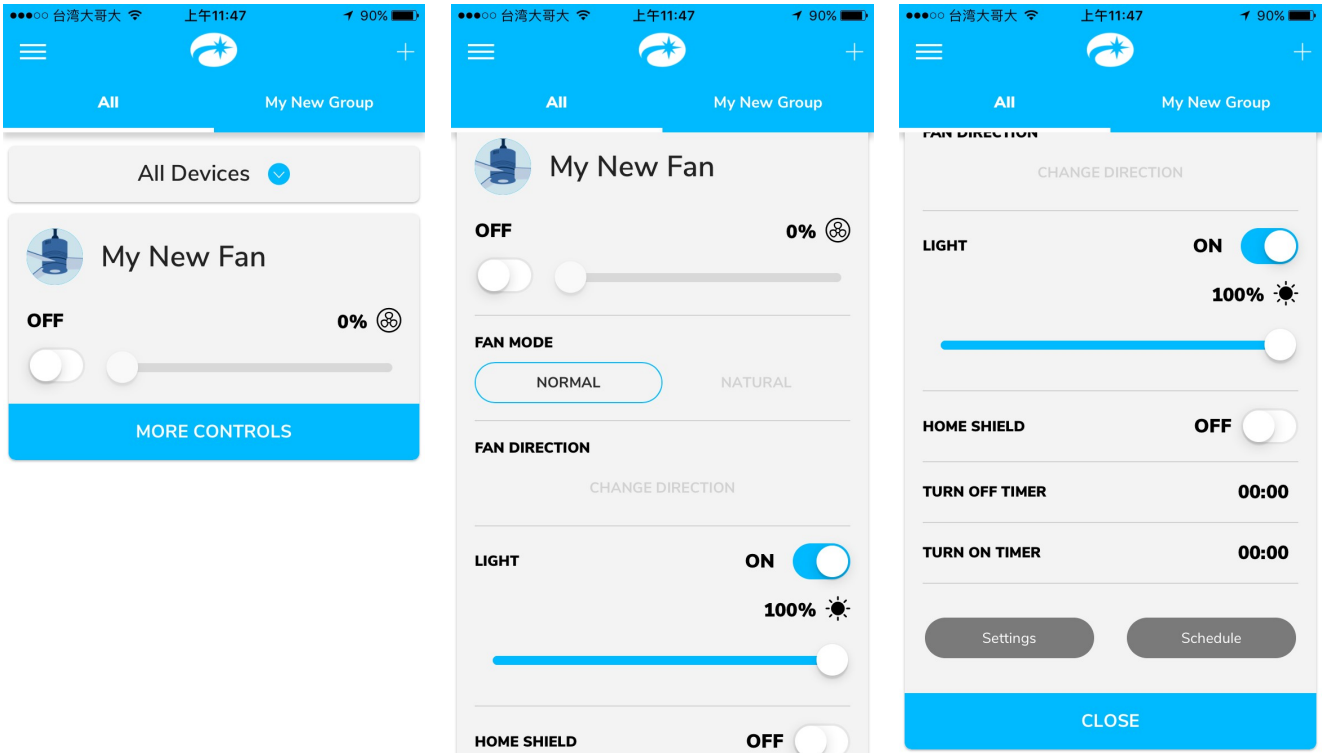 ●●●○○ 台湾大哥大 上午11:47 90%
All My New Group
All Devices
My New Fan
OFF 0%
MORE CONTROLS
●●●○○ 台湾大哥大 上午11:47 90%
All My New Group
My New Fan
OFF 0%
FAN MODE
NORMAL NATURAL
FAN DIRECTION
CHANGE DIRECTION
LIGHT ON
100%
HOME SHIELD OFF
●●●○○ 台湾大哥大 上午11:47 90%
All My New Group
FAN DIRECTION
CHANGE DIRECTION
LIGHT ON
100%
HOME SHIELD OFF
TURN OFF TIMER 00:00
TURN ON TIMER 00:00
Settings Schedule
CLOSE